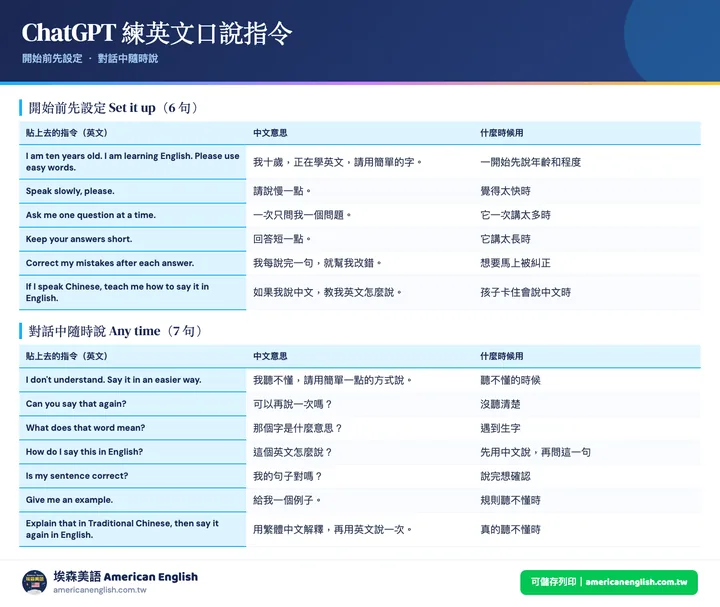 ChatGPT 練英文口說指令
開始前先設定 · 對話中隨時說
開始前先設定 Set it up（6 句）
貼上去的指令（英文） 中文意思 什麼時候用
I am ten years old. I am learning English. Please use
easy words. 我十歲，正在學英文，請用簡單的字。 一開始先說年齡和程度
Speak slowly, please. 請說慢一點。 覺得太快時
Ask me one question at a time. 一次只問我一個問題。 它一次講太多時
Keep your answers short. 回答短一點。 它講太長時
Correct my mistakes after each answer. 我每說完一句，就幫我改錯。 想要馬上被糾正
If I speak Chinese, teach me how to say it in
English. 如果我說中文，教我英文怎麼說。 孩子卡住會說中文時
對話中隨時說 Any time（7 句）
貼上去的指令（英文） 中文意思 什麼時候用
I don't understand. Say it in an easier way. 我聽不懂，請用簡單一點的方式說。 聽不懂的時候
Can you say that again? 可以再說一次嗎？ 沒聽清楚
What does that word mean? 那個字是什麼意思？ 遇到生字
How do I say this in English? 這個英文怎麼說？ 先用中文說，再問這一句
Is my sentence correct? 我的句子對嗎？ 說完想確認
Give me an example. 給我一個例子。 規則聽不懂時
Explain that in Traditional Chinese, then say it
again in English. 用繁體中文解釋，再用英文說一次。 真的聽不懂時
埃森美語 American English
americanenglish.com.tw
可儲存列印｜americanenglish.com.tw